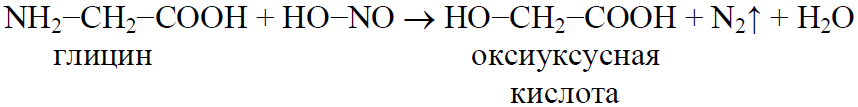 NH₂−CH₂−COOH + HO−NO → HO−CH₂−COOH + N₂↑ + H₂O
глицин оксиуксусная
кислота